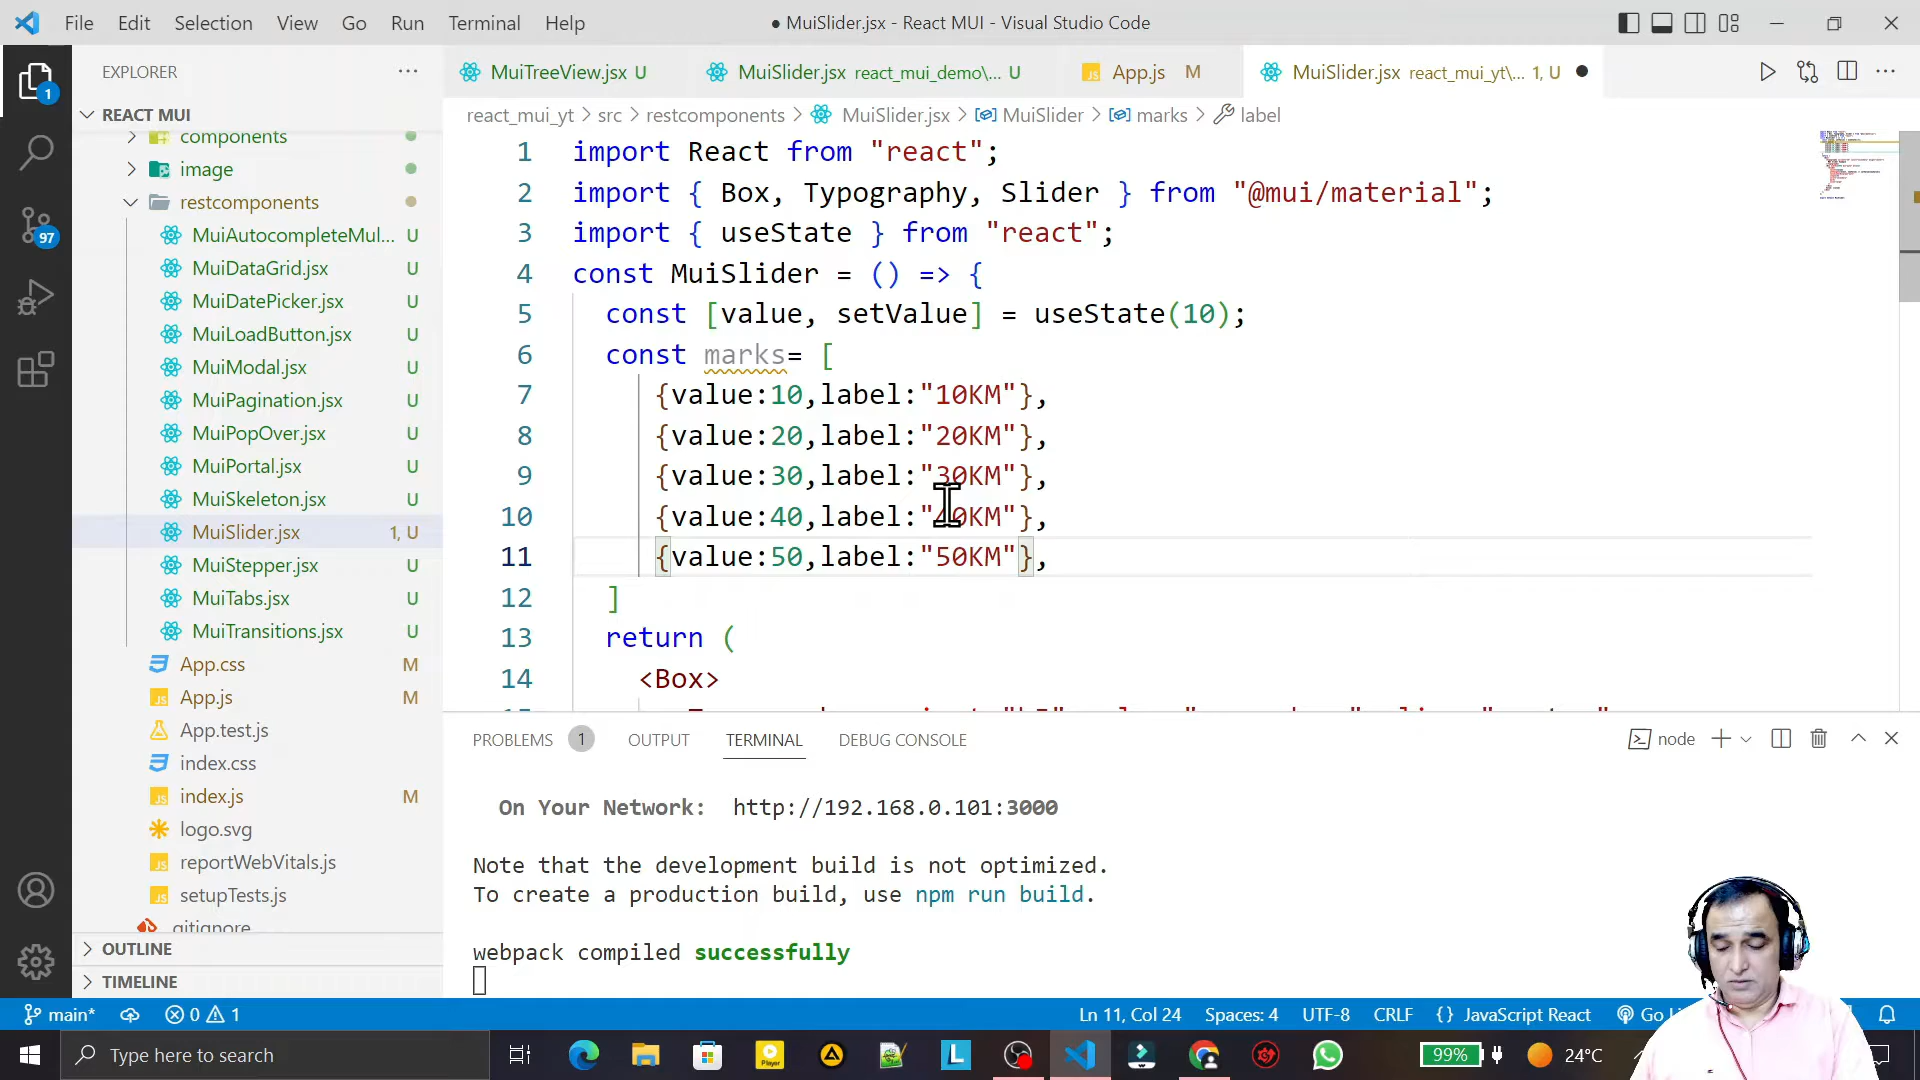 File Edit Selection View Go Run Terminal Help
● MuiSlider.jsx - React MUI - Visual Studio Code
EXPLORER
REACT MUI
components
image
restcomponents
MuiAutocompleteMul... U
MuiDataGrid.jsx U
MuiDatePicker.jsx U
MuiLoadButton.jsx U
MuiModal.jsx U
MuiPagination.jsx U
MuiPopOver.jsx U
MuiPortal.jsx U
MuiSkeleton.jsx U
MuiSlider.jsx 1, U
MuiStepper.jsx U
MuiTabs.jsx U
MuiTransitions.jsx U
App.css M
App.js M
App.test.js
index.css
index.js M
logo.svg
reportWebVitals.js
setupTests.js
.gitignore
OUTLINE
TIMELINE
1
97
MuiTreeView.jsx U
MuiSlider.jsx react_mui_demo\... U
App.js M
MuiSlider.jsx react_mui_yt\... 1, U
react_mui_yt > src > restcomponents > MuiSlider.jsx > MuiSlider > marks > label
1 import React from "react";
2 import { Box, Typography, Slider } from "@mui/material";
3 import { useState } from "react";
4 const MuiSlider = () => {
5 const [value, setValue] = useState(10);
6 const marks= [
7 {value:10,label:"10KM"},
8 {value:20,label:"20KM"},
9 {value:30,label:"30KM"},
10 {value:40,label:"40KM"},
11 {value:50,label:"50KM"},
12 ]
13 return (
14 <Box>
PROBLEMS 1 OUTPUT TERMINAL DEBUG CONSOLE
node
On Your Network: http://192.168.0.101:3000
Note that the development build is not optimized.
To create a production build, use npm run build.
webpack compiled successfully
main* 0 1
Ln 11, Col 24 Spaces: 4 UTF-8 CRLF {} JavaScript React Go
Type here to search
Player
L
99%
24°C